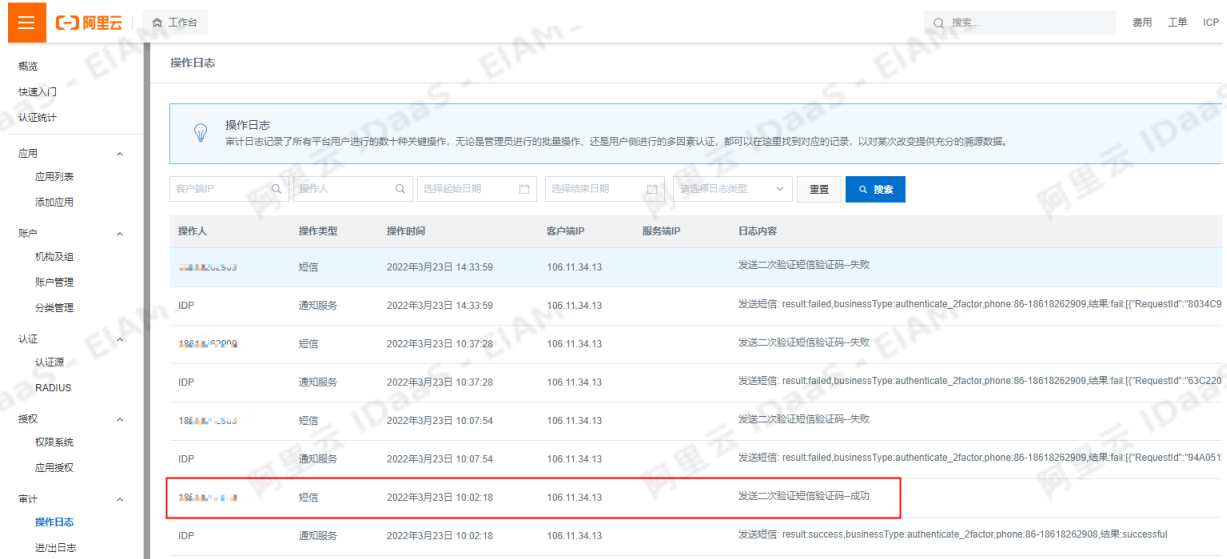 阿里云 工作台 搜索... 费用 工单 ICP
概览
快速入门
认证统计
应用
应用列表
添加应用
账户
机构及组
账户管理
分类管理
认证
认证源
RADIUS
授权
权限系统
应用授权
审计
操作日志
进/出日志
操作日志
操作日志
审计日志记录了所有平台用户进行的数十种关键操作,无论是管理员进行的批量操作、还是用户侧进行的多因素认证,都可以在这里找到对应的记录,以对某次改变提供充分的溯源数据。
客户端IP 操作人 选择起始日期 选择结束日期 请选择日志类型 重置 搜索
操作人 操作类型 操作时间 客户端IP 服务端IP 日志内容
短信 2022年3月23日 14:33:59 106.11.34.13 发送二次验证短信验证码--失败
IDP 通知服务 2022年3月23日 14:33:59 106.11.34.13 发送短信: result:failed,businessType:authenticate_2factor,phone:86-18618262909,结果:fail:[{"RequestId":"8034C9
短信 2022年3月23日 10:37:28 106.11.34.13 发送二次验证短信验证码--失败
IDP 通知服务 2022年3月23日 10:37:28 106.11.34.13 发送短信: result:failed,businessType:authenticate_2factor,phone:86-18618262909,结果:fail:[{"RequestId":"63C220
短信 2022年3月23日 10:07:54 106.11.34.13 发送二次验证短信验证码--失败
IDP 通知服务 2022年3月23日 10:07:54 106.11.34.13 发送短信: result:failed,businessType:authenticate_2factor,phone:86-18618262909,结果:fail:[{"RequestId":"94A051
短信 2022年3月23日 10:02:18 106.11.34.13 发送二次验证短信验证码--成功
IDP 通知服务 2022年3月23日 10:02:18 106.11.34.13 发送短信: result:success,businessType:authenticate_2factor,phone:86-18618262908,结果:successful
阿里云 IDaaS - EIAM -